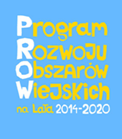 Program
Rozwoju
Obszarów
Wiejskich
na Lata 2014-2020